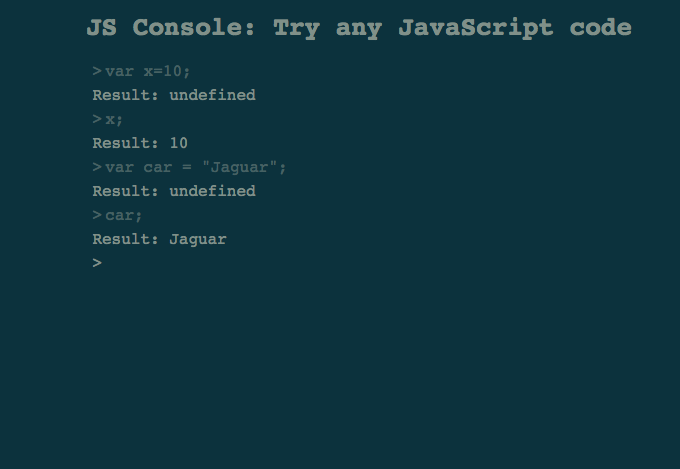 JS Console: Try any JavaScript code
>var x=10;
Result: undefined
>x;
Result: 10
>var car = "Jaguar";
Result: undefined
>car;
Result: Jaguar
>